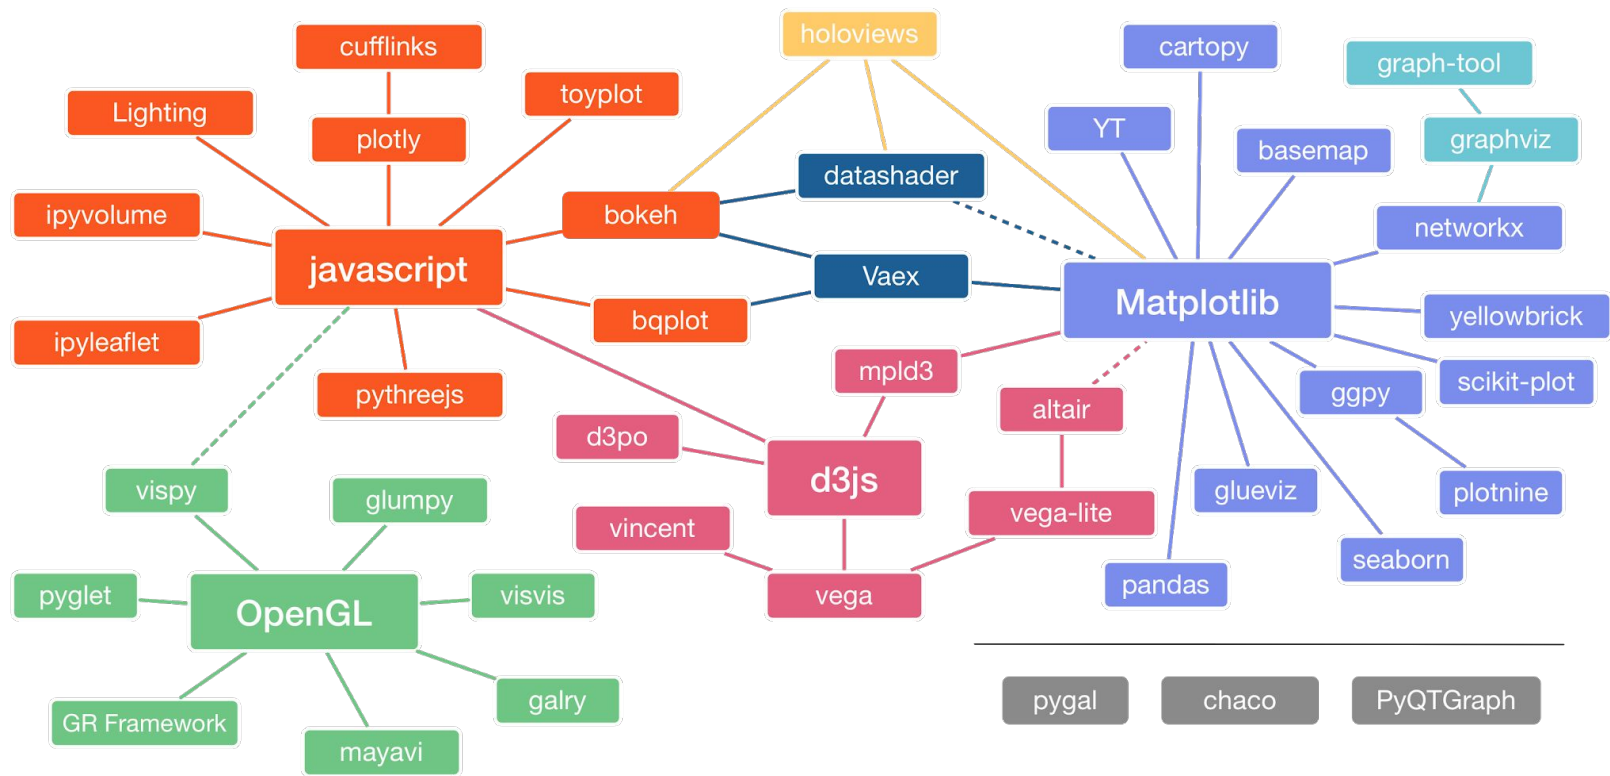 cufflinks
holoviews
cartopy
graph-tool
Lighting
toyplot
plotly
YT
basemap
graphviz
datashader
ipyvolume
bokeh
networkx
javascript
Vaex
Matplotlib
yellowbrick
bqplot
ipyleaflet
mpld3
scikit-plot
pythreejs
altair
ggpy
d3po
d3js
vispy
glumpy
glueviz
plotnine
vincent
vega-lite
seaborn
pyglet
OpenGL
visvis
vega
pandas
GR Framework
galry
mayavi
pygal
chaco
PyQTGraph